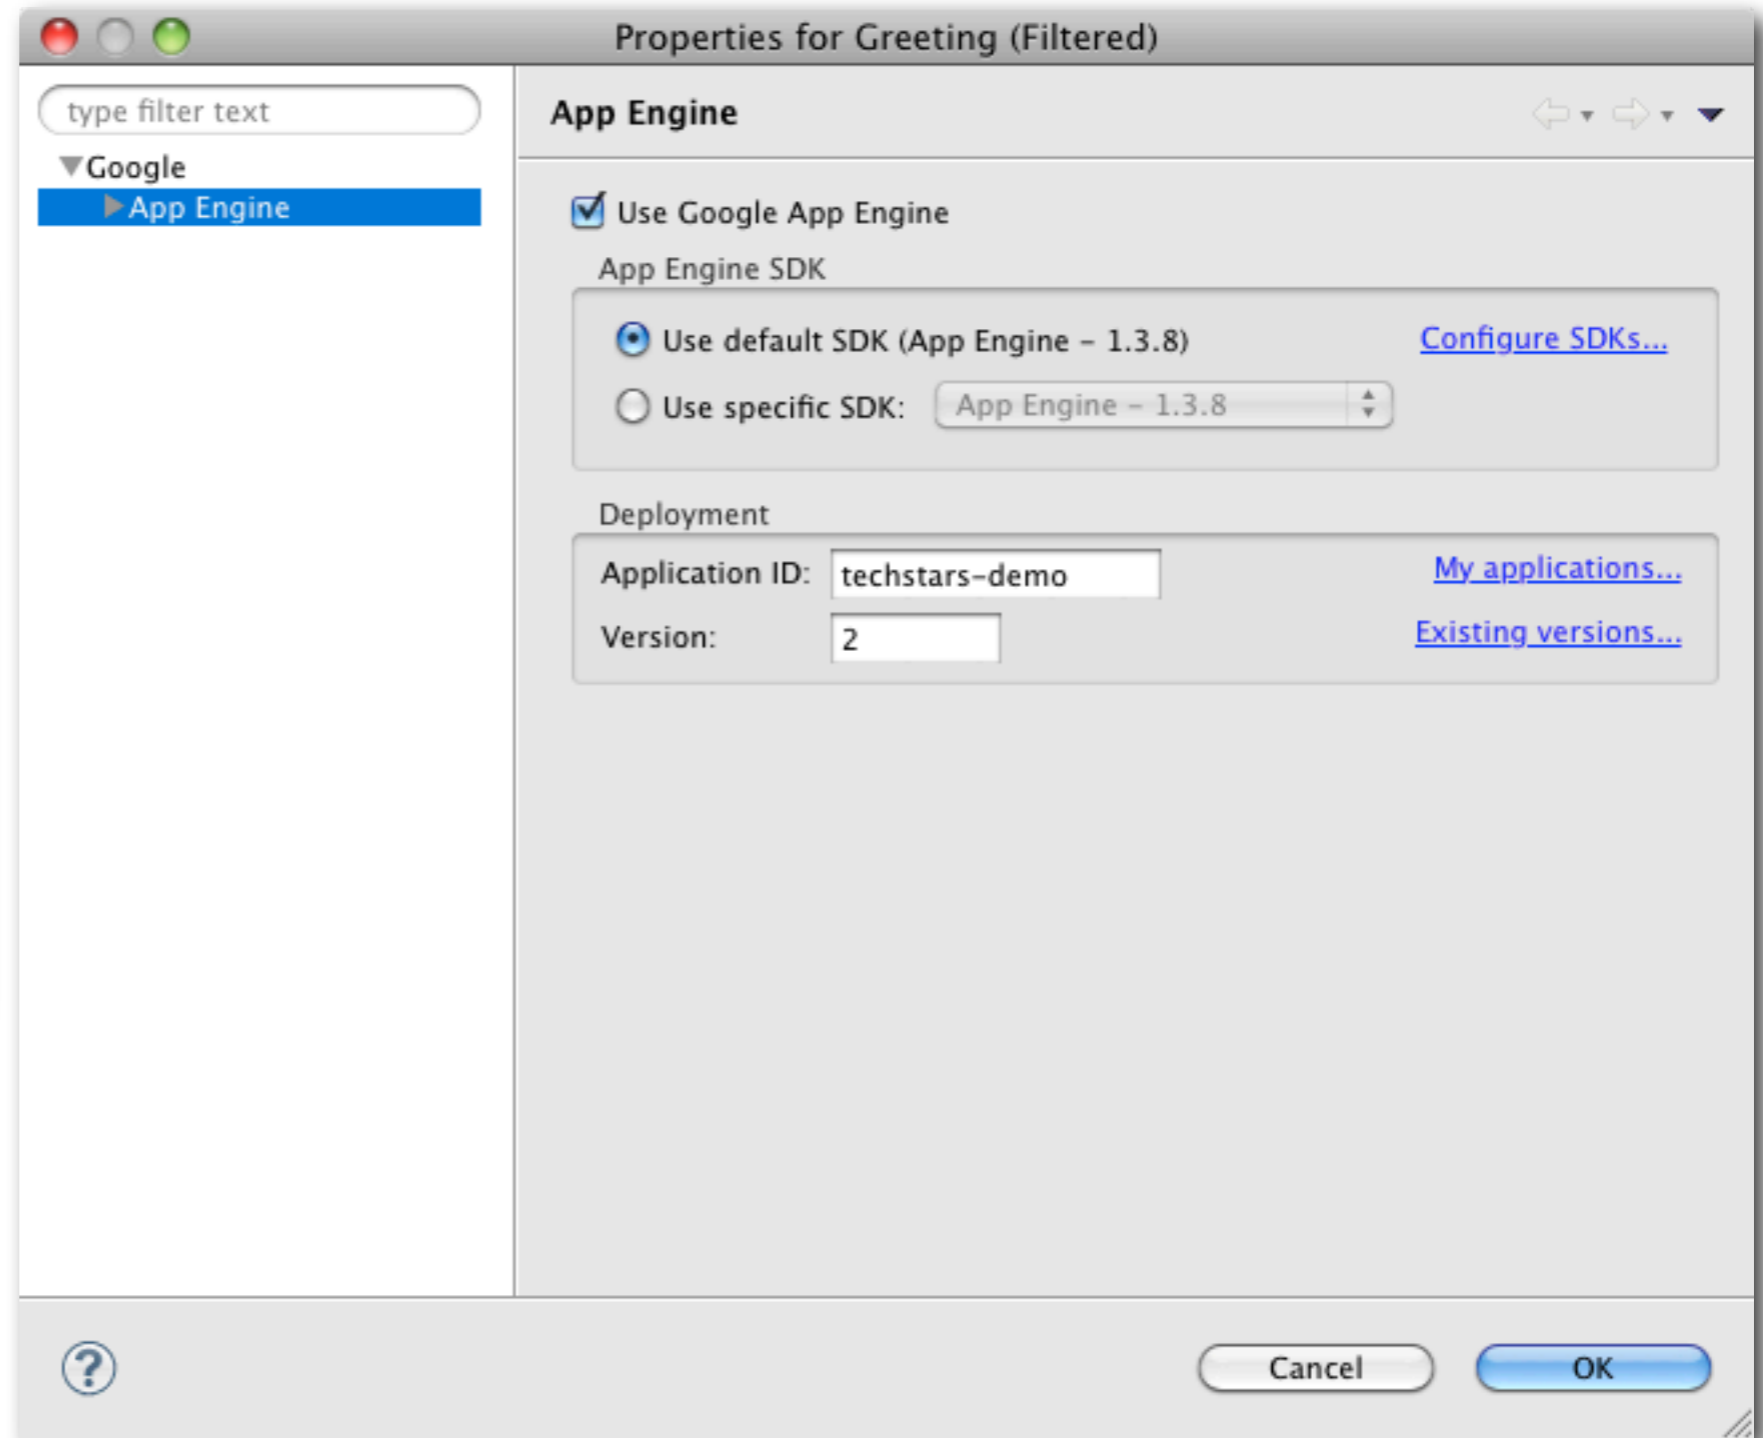 Properties for Greeting (Filtered)
type filter text
Google
App Engine
App Engine
Use Google App Engine
App Engine SDK
Use default SDK (App Engine – 1.3.8) Configure SDKs...
Use specific SDK: App Engine – 1.3.8
Deployment
Application ID: techstars-demo My applications...
Version: 2 Existing versions...
? Cancel OK